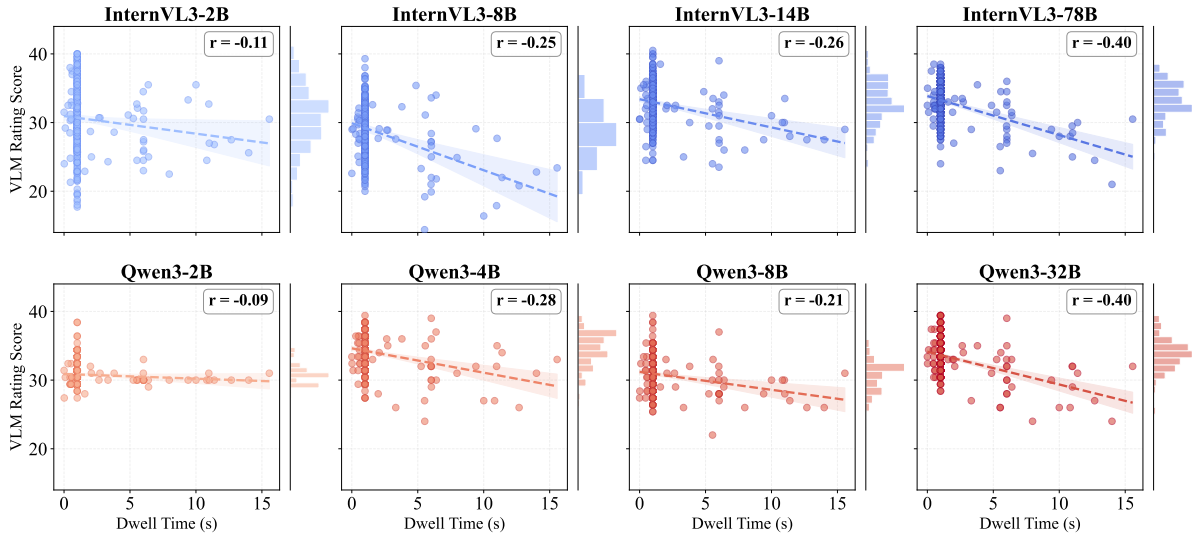 InternVL3-2B InternVL3-8B InternVL3-14B InternVL3-78B
r = -0.11 r = -0.25 r = -0.26 r = -0.40
VLM Rating Score
40
30
20
Qwen3-2B Qwen3-4B Qwen3-8B Qwen3-32B
r = -0.09 r = -0.28 r = -0.21 r = -0.40
VLM Rating Score
40
30
20
0 5 10 15 0 5 10 15 0 5 10 15 0 5 10 15
Dwell Time (s) Dwell Time (s) Dwell Time (s) Dwell Time (s)